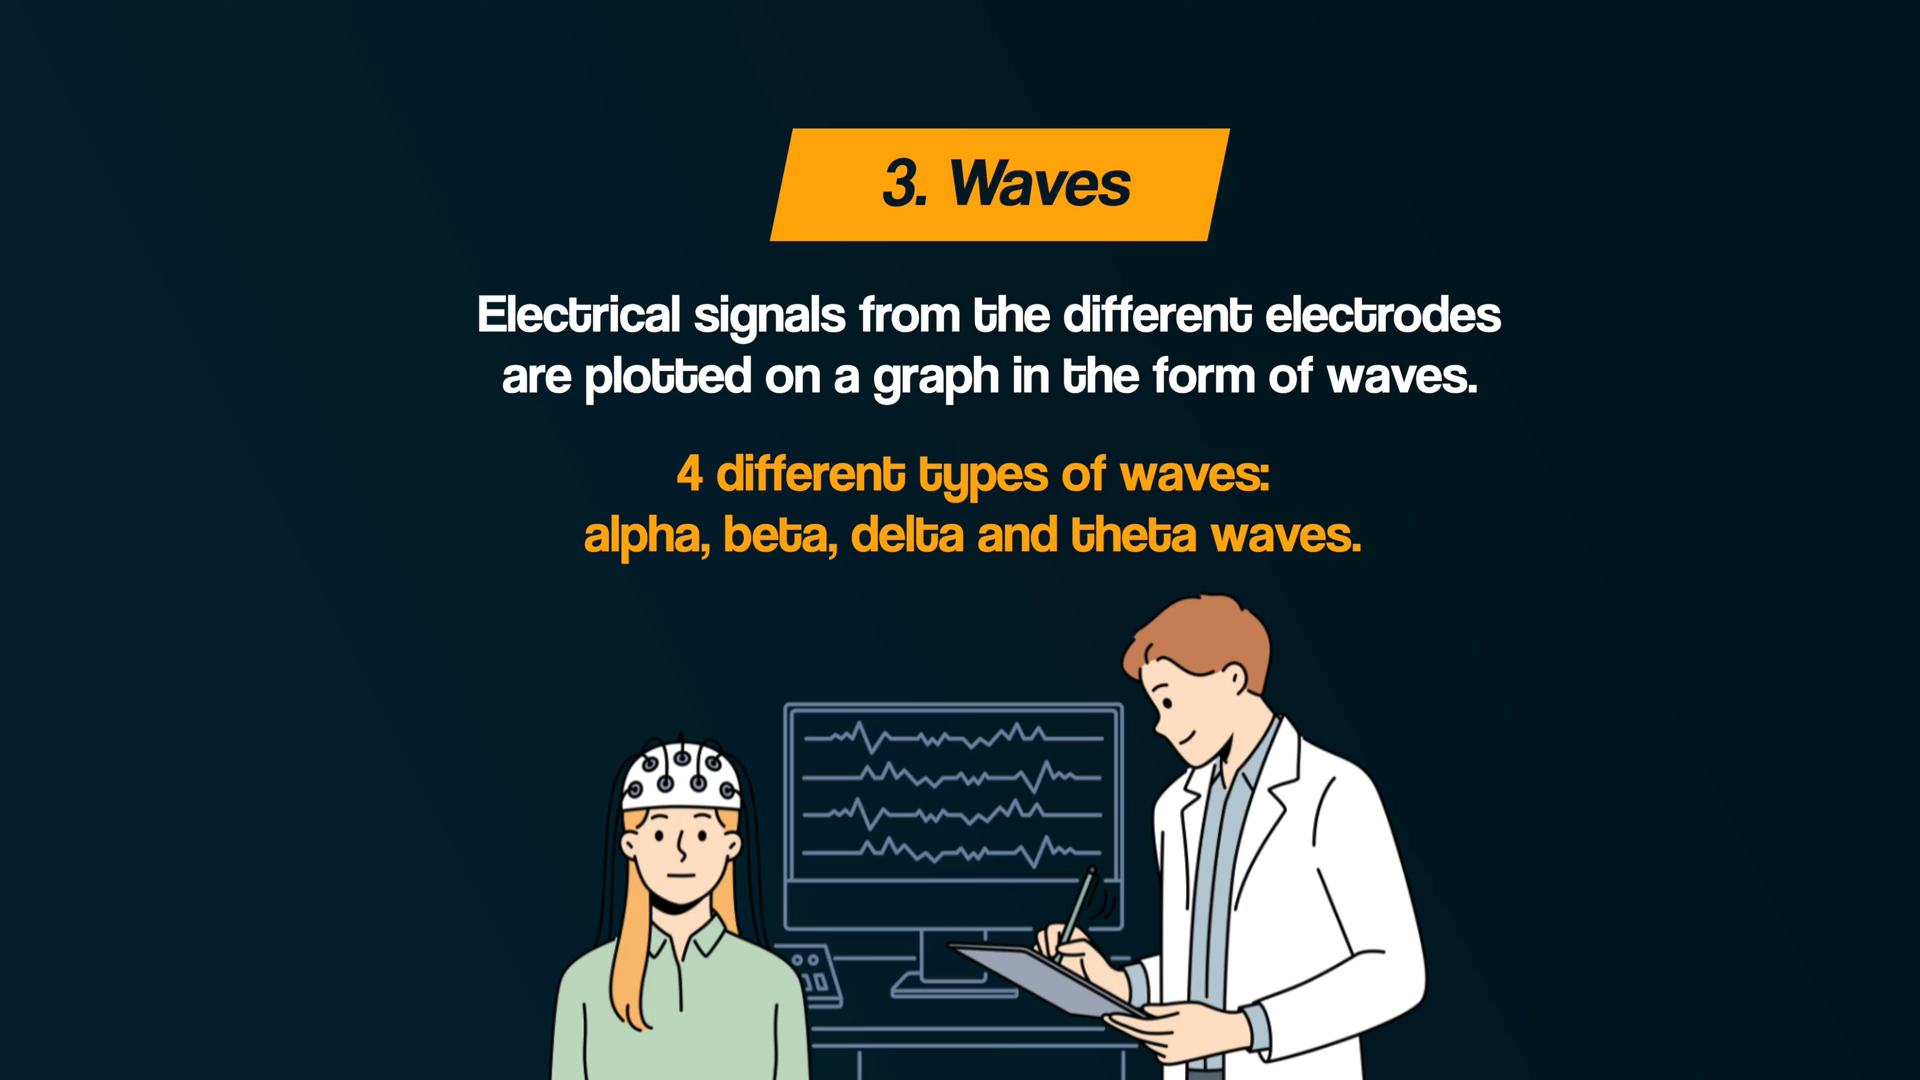 3. Waves
Electrical signals from the different electrodes
are plotted on a graph in the form of waves.
4 different types of waves:
alpha, beta, delta and theta waves.